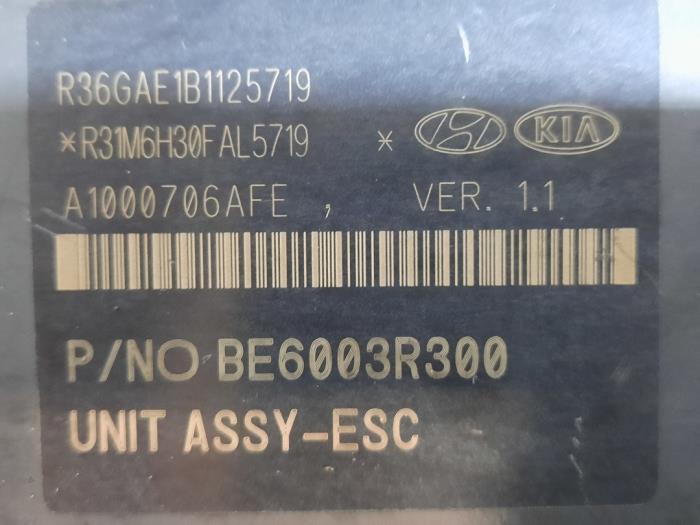 R36GAE1B1125719
*R31M6H30FAL5719 * KIA
A1000706AFE , VER. 1.1
P/NO BE6003R300
UNIT ASSY-ESC